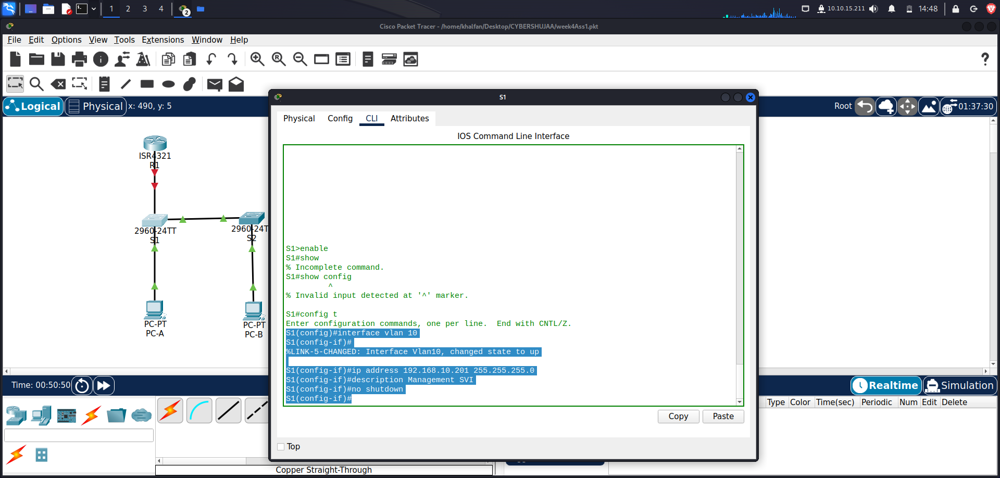 1
2
3
4
2
10.10.15.211
14:48
Cisco Packet Tracer - /home/khalfan/Desktop/CYBERSHUJAA/week4Ass1.pkt
File Edit Options View Tools Extensions Window Help
Logical
Physical
x: 490, y: 5
Root
01:37:30
ISR4321
R1
2960-24TT
S1
2960-24T
S2
PC-PT
PC-A
PC-PT
PC-B
S1
Physical Config CLI Attributes
IOS Command Line Interface
S1>enable
S1#show
% Incomplete command.
S1#show config
^
% Invalid input detected at '^' marker.
S1#config t
Enter configuration commands, one per line.  End with CNTL/Z.
S1(config)#interface vlan 10
S1(config-if)#
%LINK-5-CHANGED: Interface Vlan10, changed state to up
S1(config-if)#ip address 192.168.10.201 255.255.255.0
S1(config-if)#description Management SVI
S1(config-if)#no shutdown
S1(config-if)#
Copy
Paste
Top
Time: 00:50:50
Realtime
Simulation
Type Color Time(sec) Periodic Num Edit Delete
Copper Straight-Through